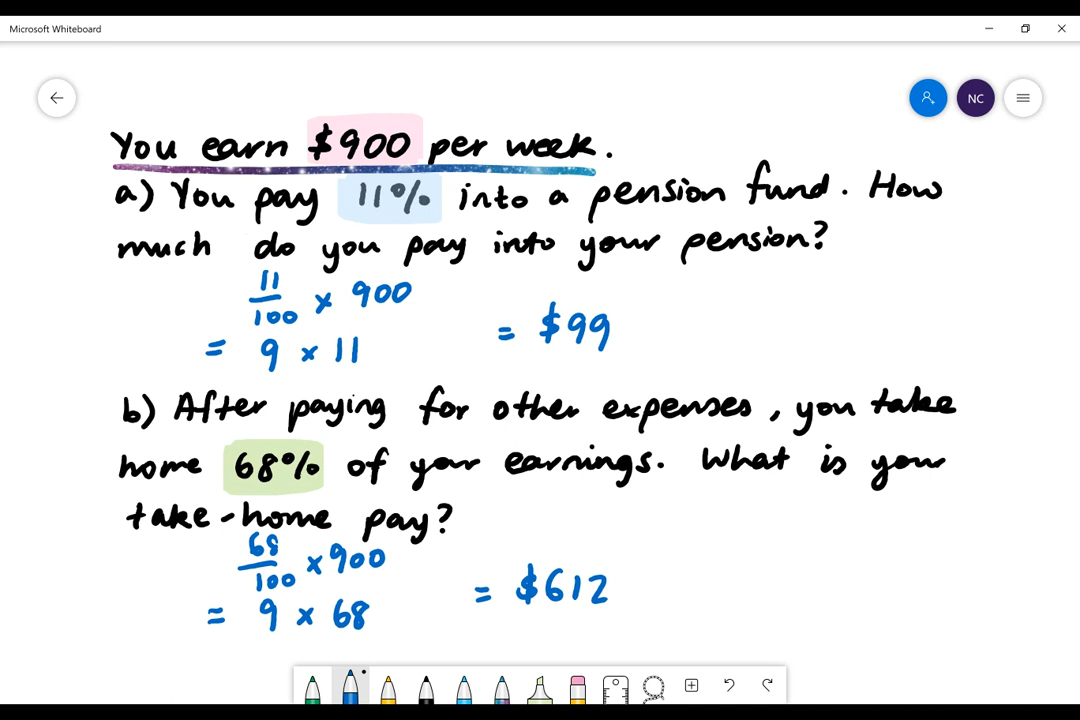 Microsoft Whiteboard
NC
You earn $900 per week.
a) You pay 11% into a pension fund. How
much do you pay into your pension?
11/100 × 900
= 9 × 11 = $99
b) After paying for other expenses, you take
home 68% of your earnings. What is your
take-home pay?
68/100 × 900
= 9 × 68 = $612